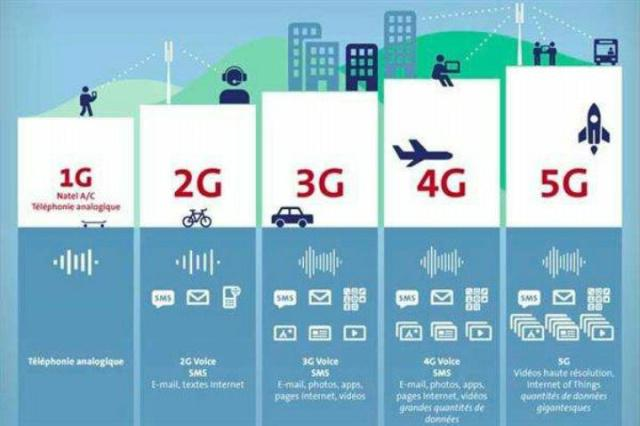 1G
Natel A/C
Téléphonie analogique
2G
3G
4G
5G
SMS
SMS
SMS
SMS
Téléphonie analogique
2G Voice
SMS
E-mail, textes Internet
3G Voice
SMS
E-mail, photos, apps,
pages Internet, vidéos
4G Voice
SMS
E-mail, photos, apps,
pages Internet, vidéos
grandes quantités de
données
5G
Vidéos haute résolution,
Internet of Things
quantités de données
gigantesques